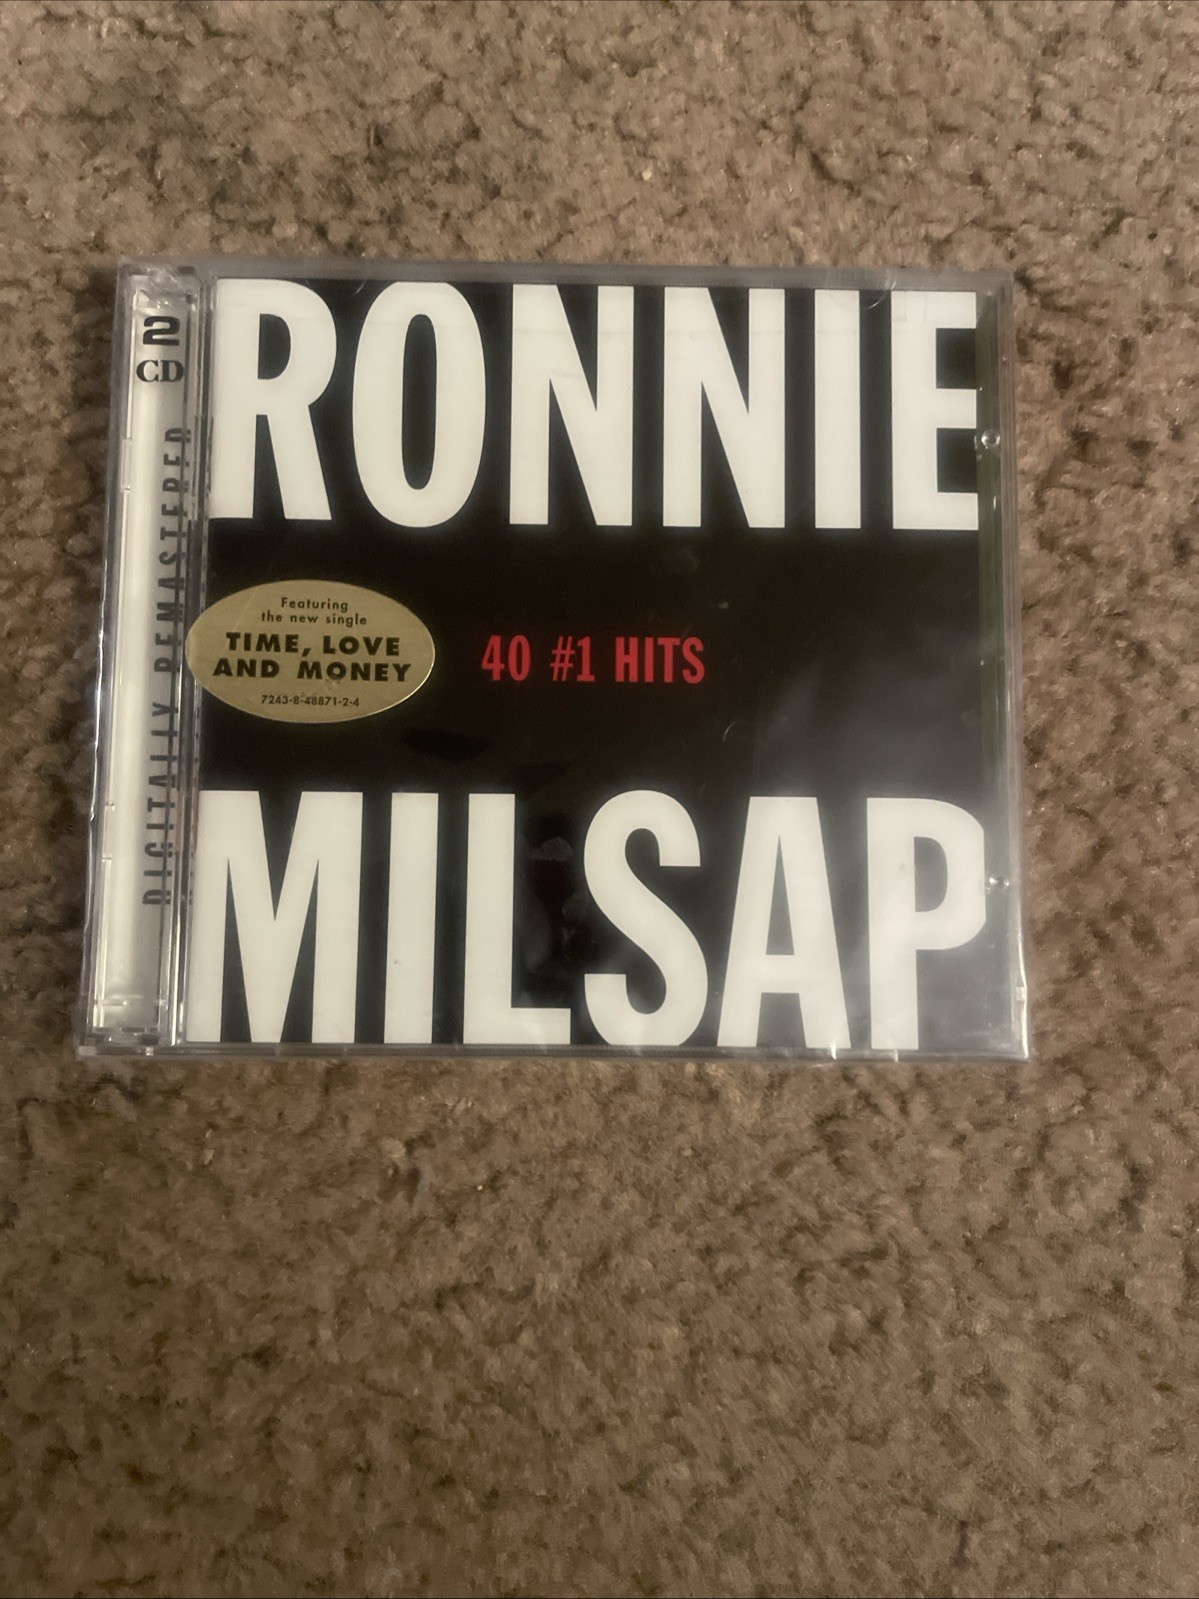 RONNIE
2
CD
DIGITALLY REMASTERED
Featuring
the new single
TIME, LOVE
AND MONEY
7243-8-48871-2-4
40 #1 HITS
MILSAP